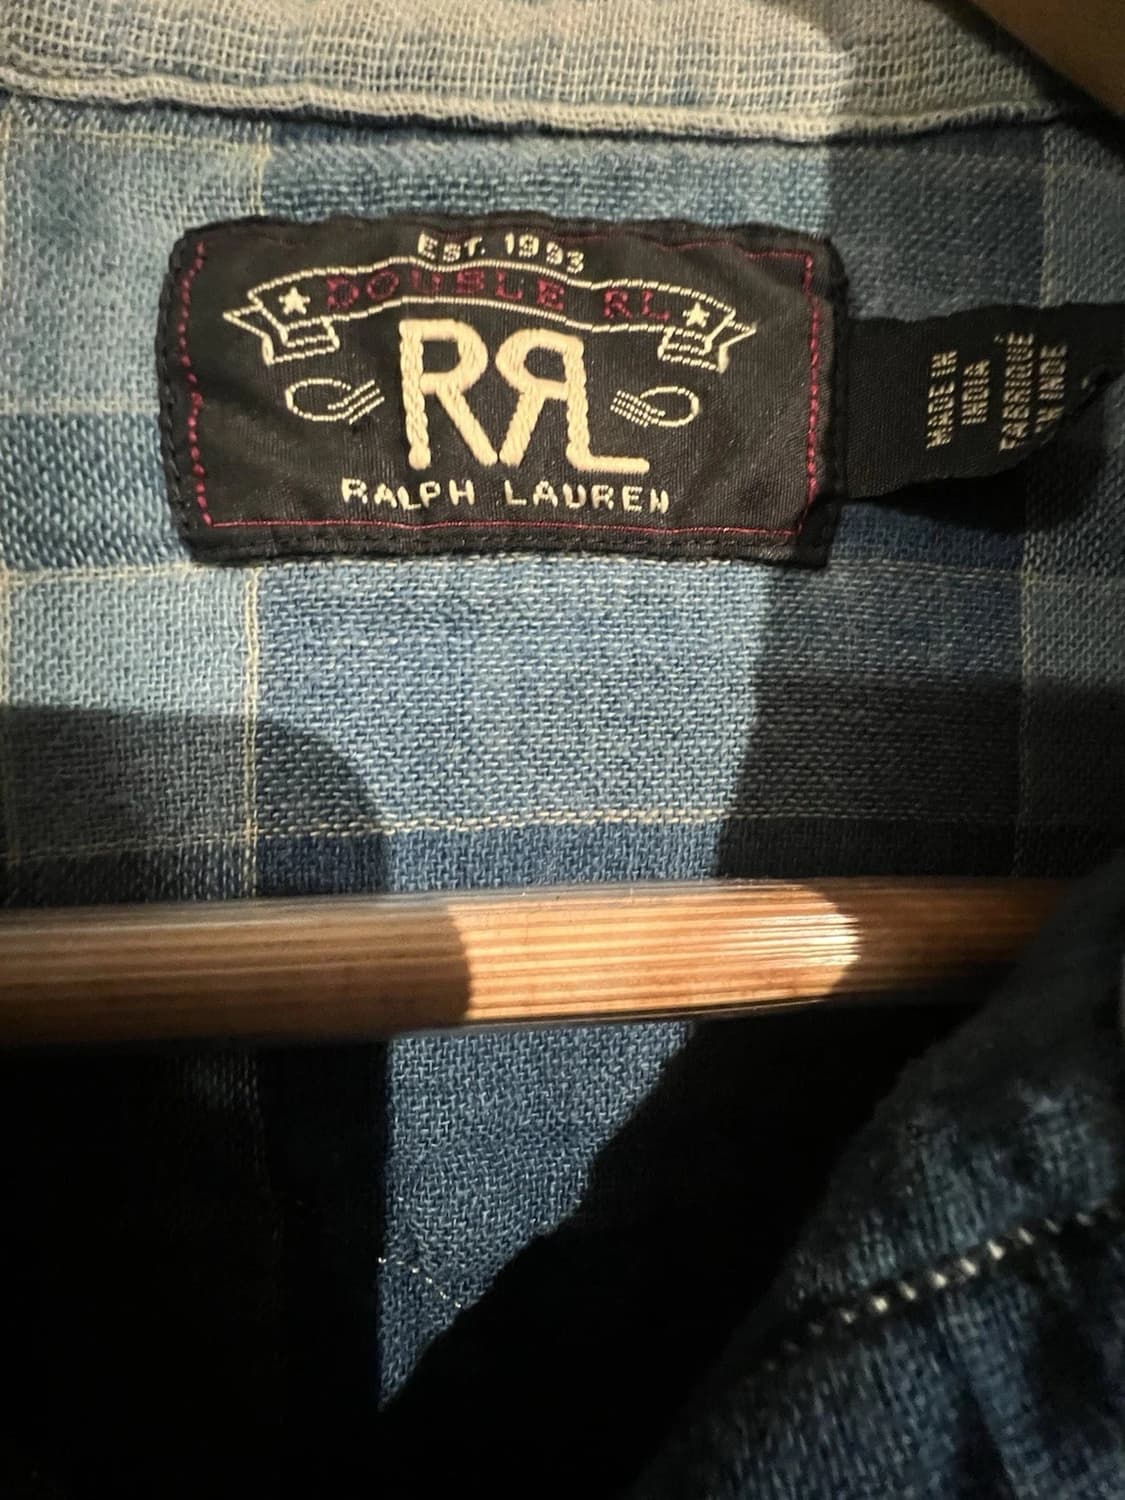 EST. 1993
DOUBLE RL
RRL
RALPH LAUREN
MADE IN
INDIA
FABRIQUÉ
EN INDE